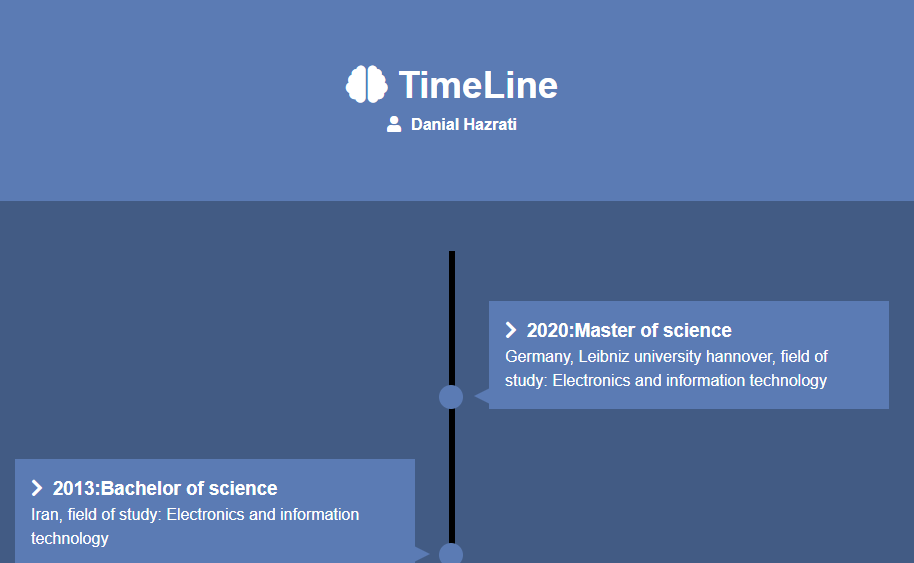 TimeLine
Danial Hazrati
2020:Master of science
Germany, Leibniz university hannover, field of
study: Electronics and information technology
2013:Bachelor of science
Iran, field of study: Electronics and information
technology